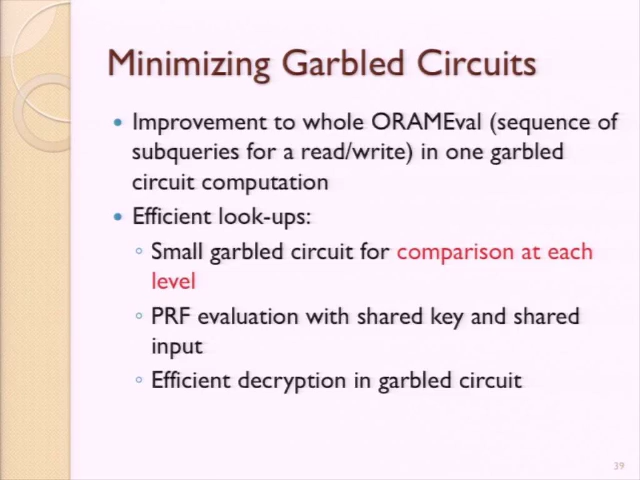 Minimizing Garbled Circuits
• Improvement to whole ORAMEval (sequence of
subqueries for a read/write) in one garbled
circuit computation
• Efficient look-ups:
◦ Small garbled circuit for comparison at each
level
◦ PRF evaluation with shared key and shared
input
◦ Efficient decryption in garbled circuit
39